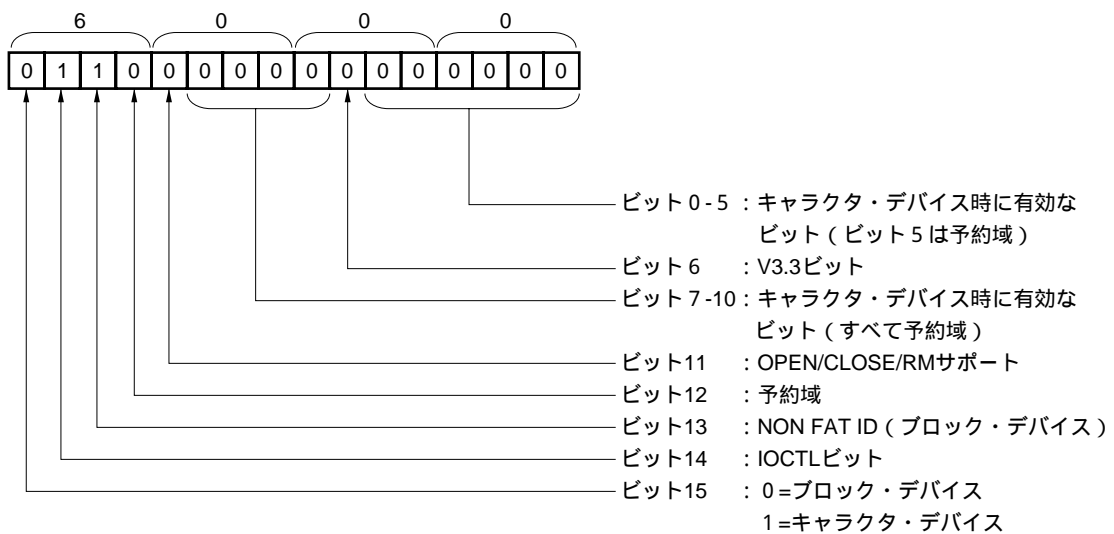 6 0 0 0
0 1 1 0 0 0 0 0 0 0 0 0 0 0 0 0
ビット 0 - 5 : キャラクタ・デバイス時に有効な
ビット ( ビット 5 は予約域 )
ビット 6 : V3.3ビット
ビット 7 -10 : キャラクタ・デバイス時に有効な
ビット ( すべて予約域 )
ビット11 : OPEN/CLOSE/RMサポート
ビット12 : 予約域
ビット13 : NON FAT ID ( ブロック・デバイス )
ビット14 : IOCTLビット
ビット15 : 0 =ブロック・デバイス
1 =キャラクタ・デバイス